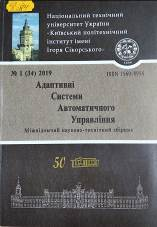 Національний технічний
університет України
«Київський політехнічний
інститут імені
Ігоря Сікорського»
№ 1 (34) 2019
ISSN 1560-8956
Адаптивні
Системи
Автоматичного
Управління
Міжвідомчий науково-технічний збірник
50